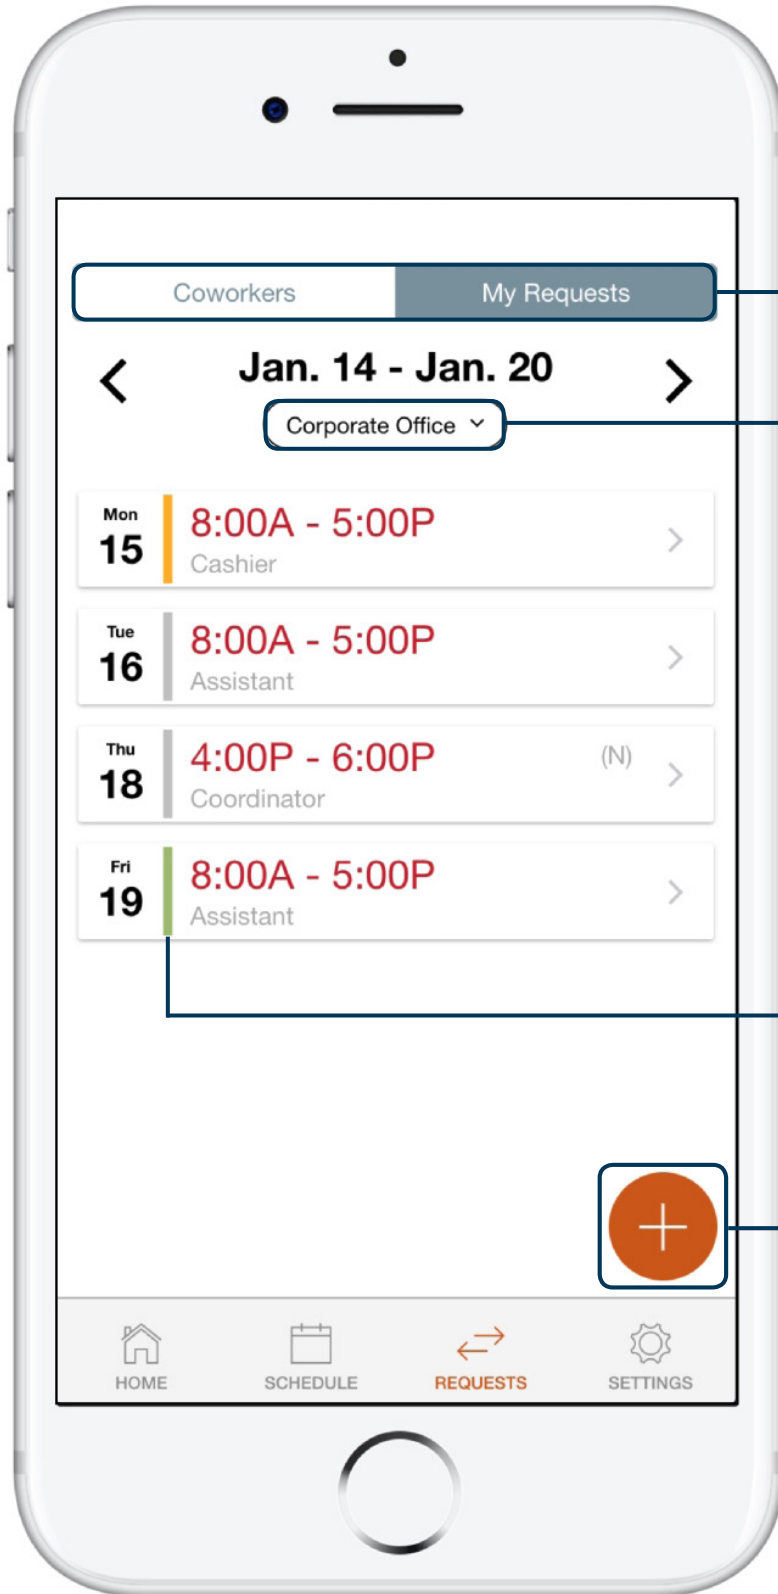 Coworkers My Requests
Jan. 14 - Jan. 20
Corporate Office
Mon
15
8:00A - 5:00P
Cashier
Tue
16
8:00A - 5:00P
Assistant
Thu
18
4:00P - 6:00P (N)
Coordinator
Fri
19
8:00A - 5:00P
Assistant
HOME SCHEDULE REQUESTS SETTINGS